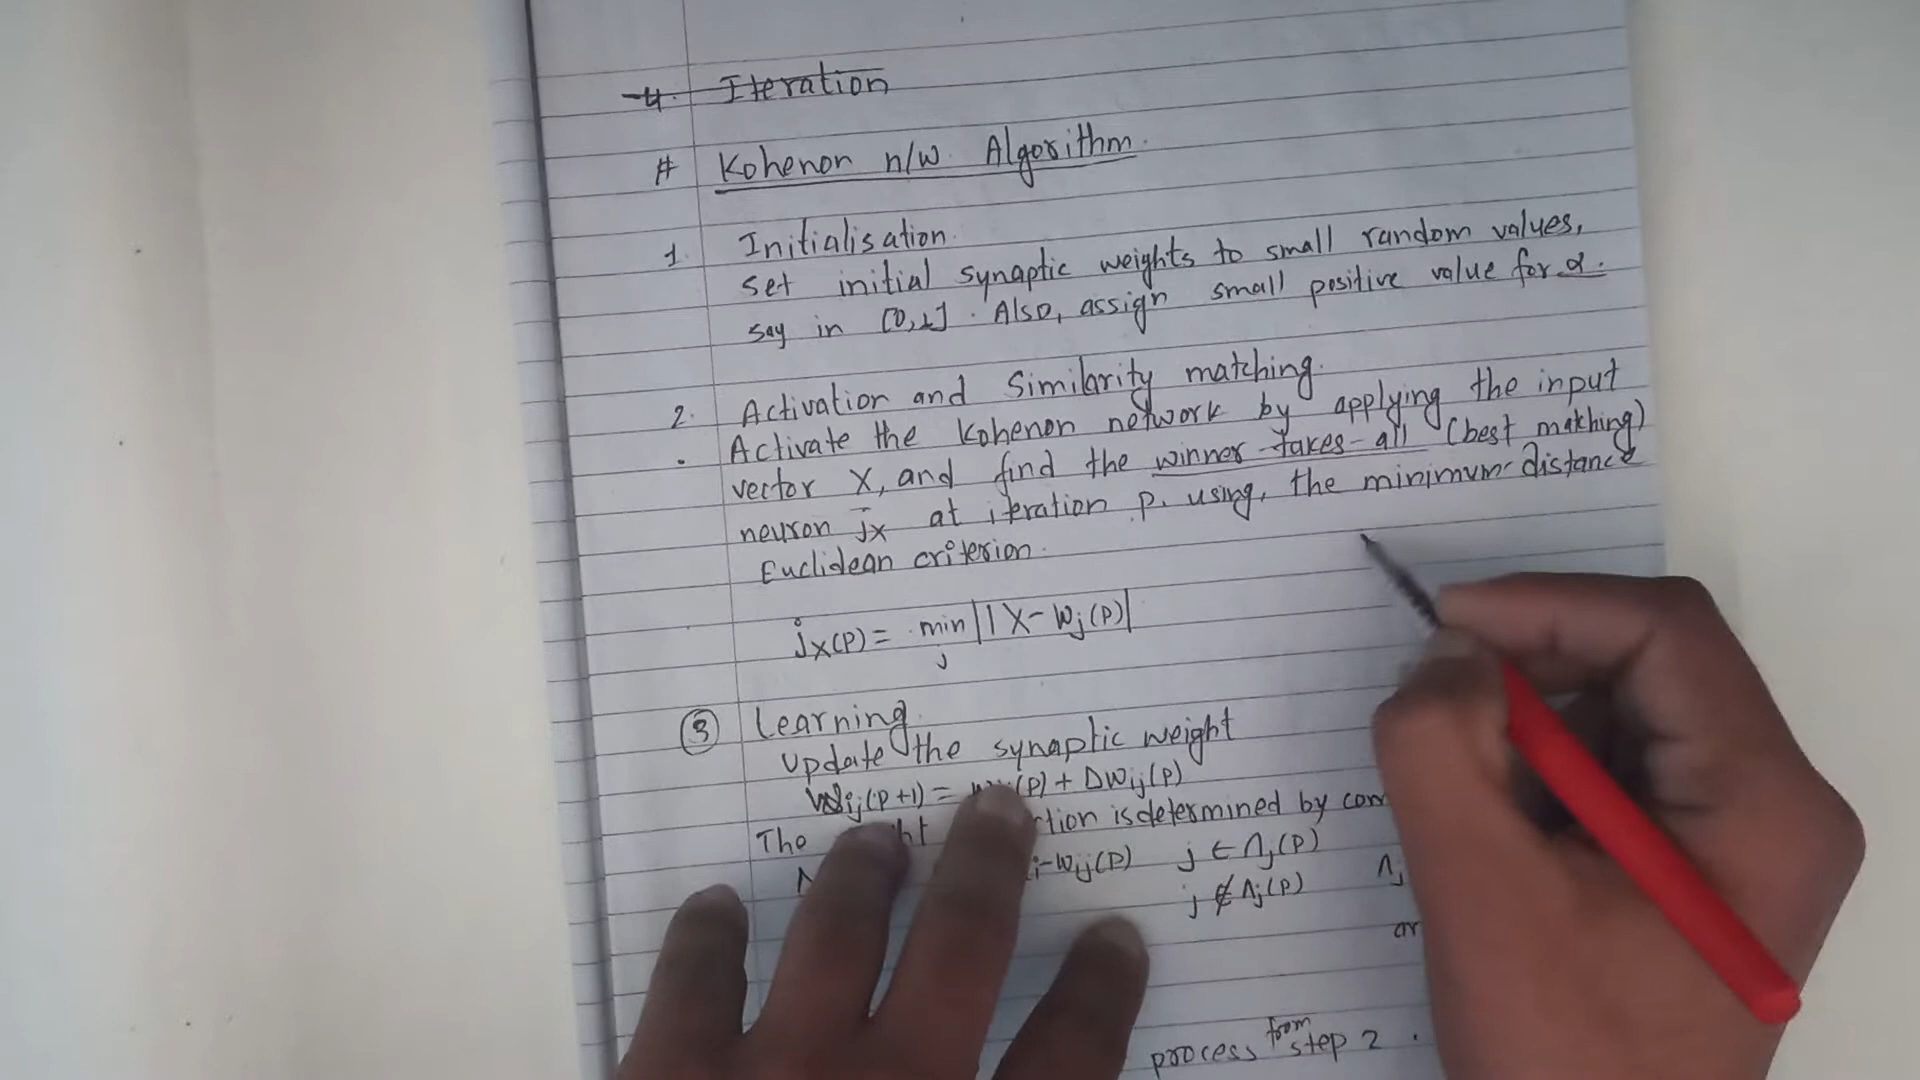 4. Iteration
# Kohenon n/w Algorithm.
1. Initialisation.
Set initial synaptic weights to small random values,
say in [0,1]. Also, assign small positive value for α.
2. Activation and Similarity matching.
Activate the Kohenon network by applying the input
vector X, and find the winner-takes-all (best matching)
neuron jx at iteration p, using, the minimum-distance
Euclidean criterion.
jx(p) = min ||X-Wj(p)|
j
③ Learning
Update the synaptic weight
Wij(p+1) = (p) + ΔWij(p)
The is determined by
i-Wij(p) j ∈ Λj(p)
j ∉ Λj(p) Λj
process from step 2.